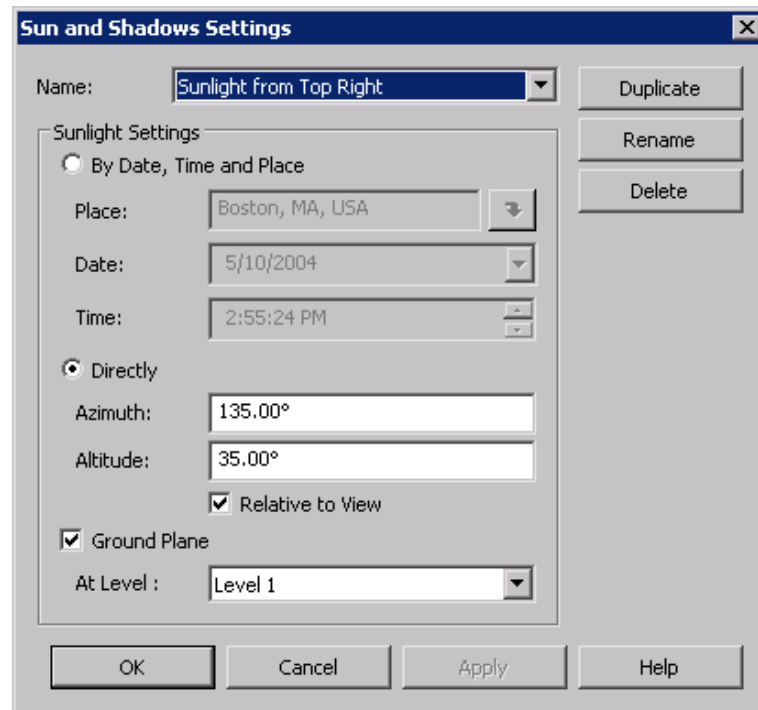 Sun and Shadows Settings
Name: Sunlight from Top Right
Duplicate
Rename
Delete
Sunlight Settings
By Date, Time and Place
Place: Boston, MA, USA
Date: 5/10/2004
Time: 2:55:24 PM
Directly
Azimuth: 135.00°
Altitude: 35.00°
Relative to View
Ground Plane
At Level : Level 1
OK Cancel Apply Help